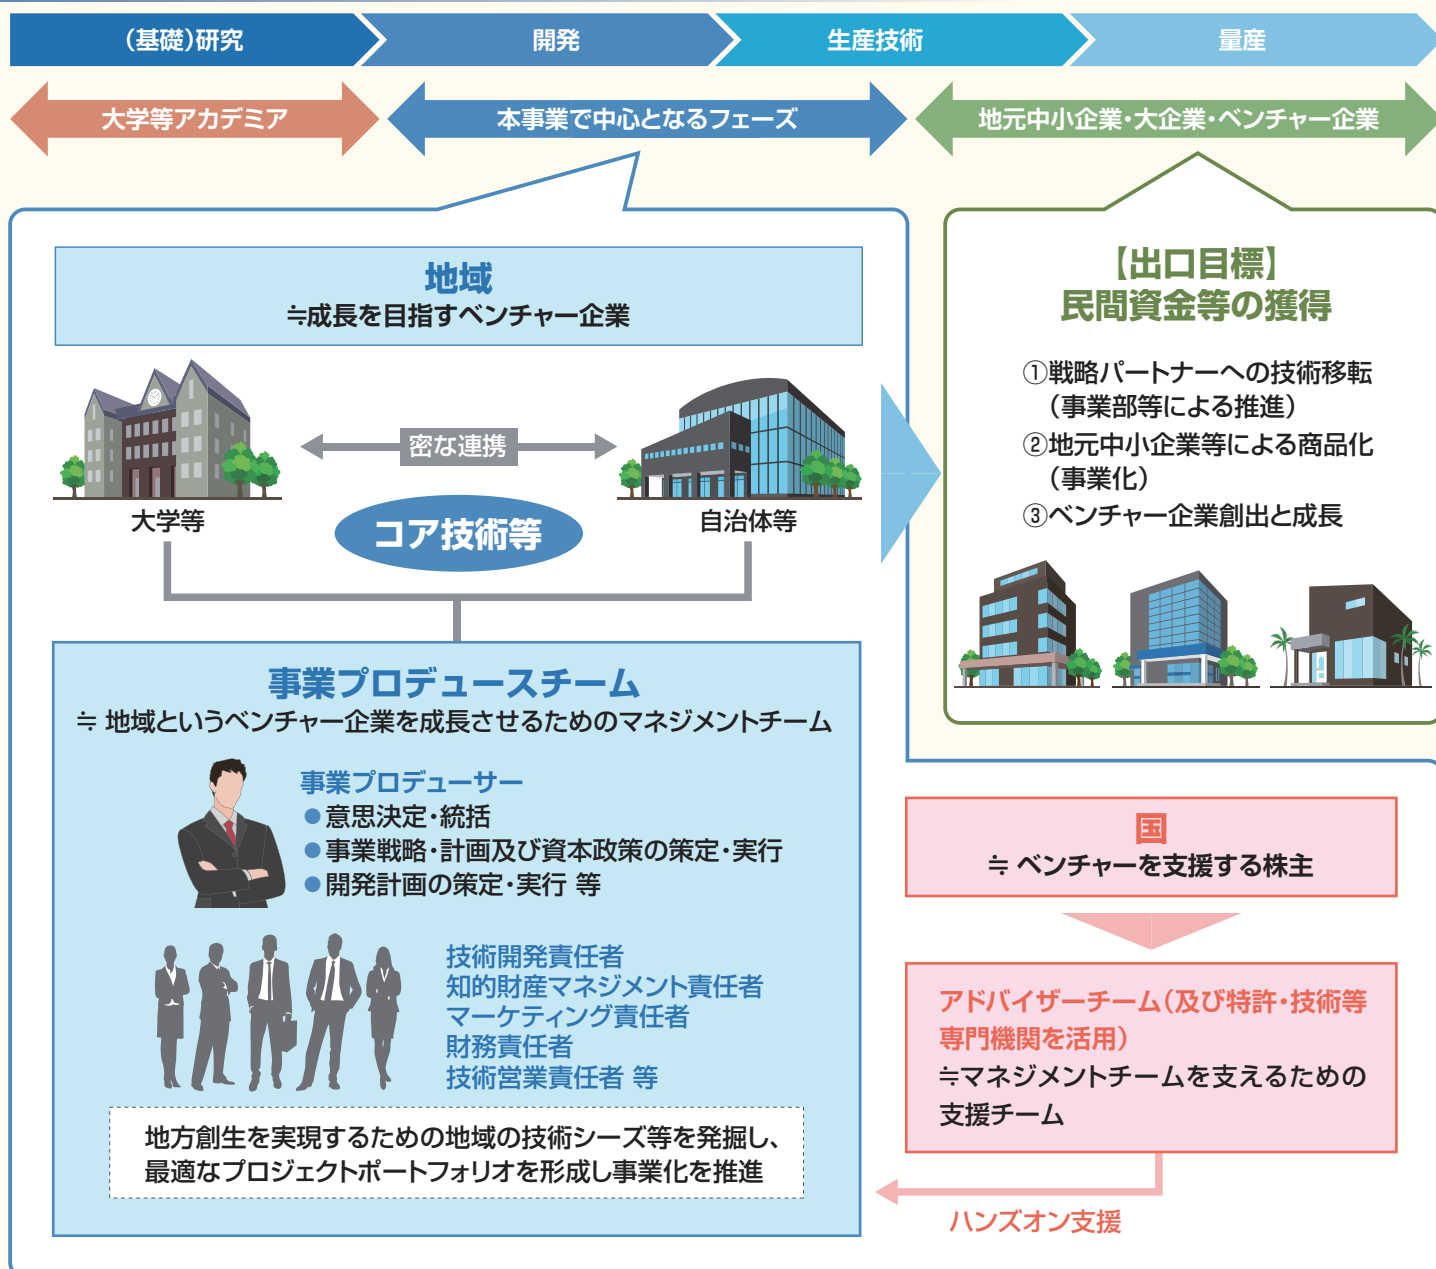 (基礎)研究
開発
生産技術
量産
大学等アカデミア
本事業で中心となるフェーズ
地元中小企業・大企業・ベンチャー企業
地域
≒成長を目指すベンチャー企業
密な連携
大学等
コア技術等
自治体等
事業プロデュースチーム
≒ 地域というベンチャー企業を成長させるためのマネジメントチーム
事業プロデューサー
●意思決定・統括
●事業戦略・計画及び資本政策の策定・実行
●開発計画の策定・実行 等
技術開発責任者
知的財産マネジメント責任者
マーケティング責任者
財務責任者
技術営業責任者 等
地方創生を実現するための地域の技術シーズ等を発掘し、
最適なプロジェクトポートフォリオを形成し事業化を推進
【出口目標】
民間資金等の獲得
①戦略パートナーへの技術移転
(事業部等による推進)
②地元中小企業等による商品化
(事業化)
③ベンチャー企業創出と成長
国
≒ ベンチャーを支援する株主
アドバイザーチーム(及び特許・技術等
専門機関を活用)
≒マネジメントチームを支えるための
支援チーム
ハンズオン支援